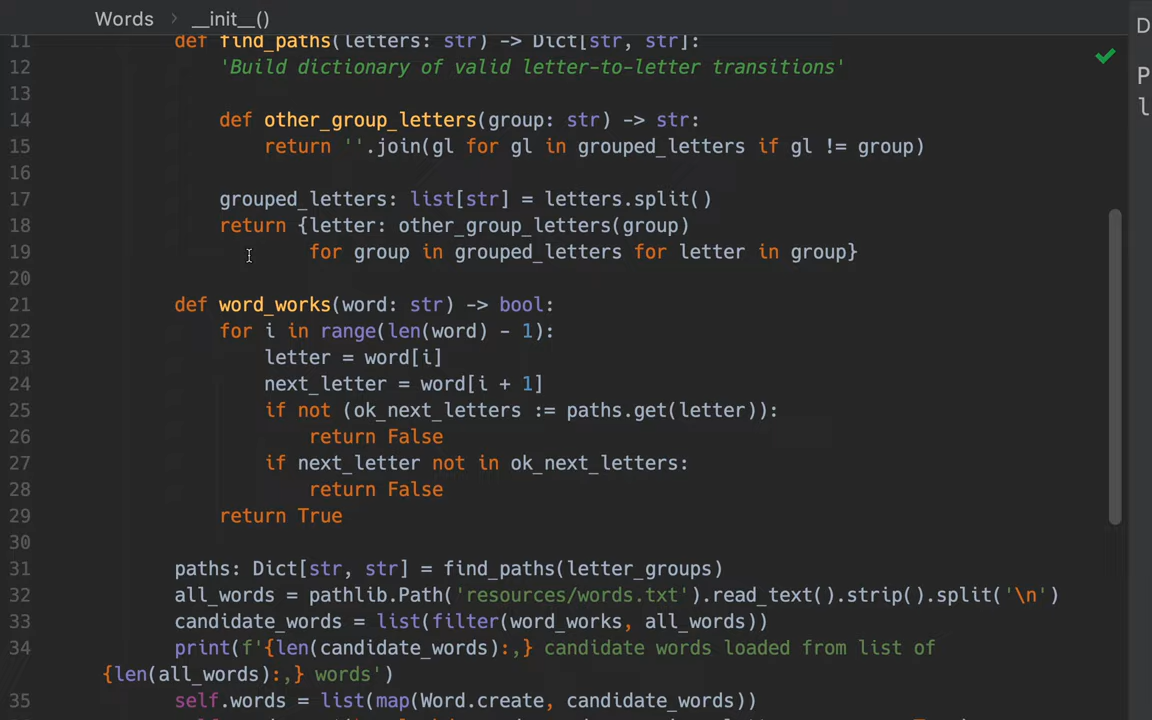 Words > __init__()
D
11 def find_paths(letters: str) -> Dict[str, str]:
12 'Build dictionary of valid letter-to-letter transitions'
P
13
l
14 def other_group_letters(group: str) -> str:
15 return ''.join(gl for gl in grouped_letters if gl != group)
16
17 grouped_letters: list[str] = letters.split()
18 return {letter: other_group_letters(group)
19 for group in grouped_letters for letter in group}
20
21 def word_works(word: str) -> bool:
22 for i in range(len(word) - 1):
23 letter = word[i]
24 next_letter = word[i + 1]
25 if not (ok_next_letters := paths.get(letter)):
26 return False
27 if next_letter not in ok_next_letters:
28 return False
29 return True
30
31 paths: Dict[str, str] = find_paths(letter_groups)
32 all_words = pathlib.Path('resources/words.txt').read_text().strip().split('\n')
33 candidate_words = list(filter(word_works, all_words))
34 print(f'{len(candidate_words):,} candidate words loaded from list of
{len(all_words):,} words')
35 self.words = list(map(Word.create, candidate_words))